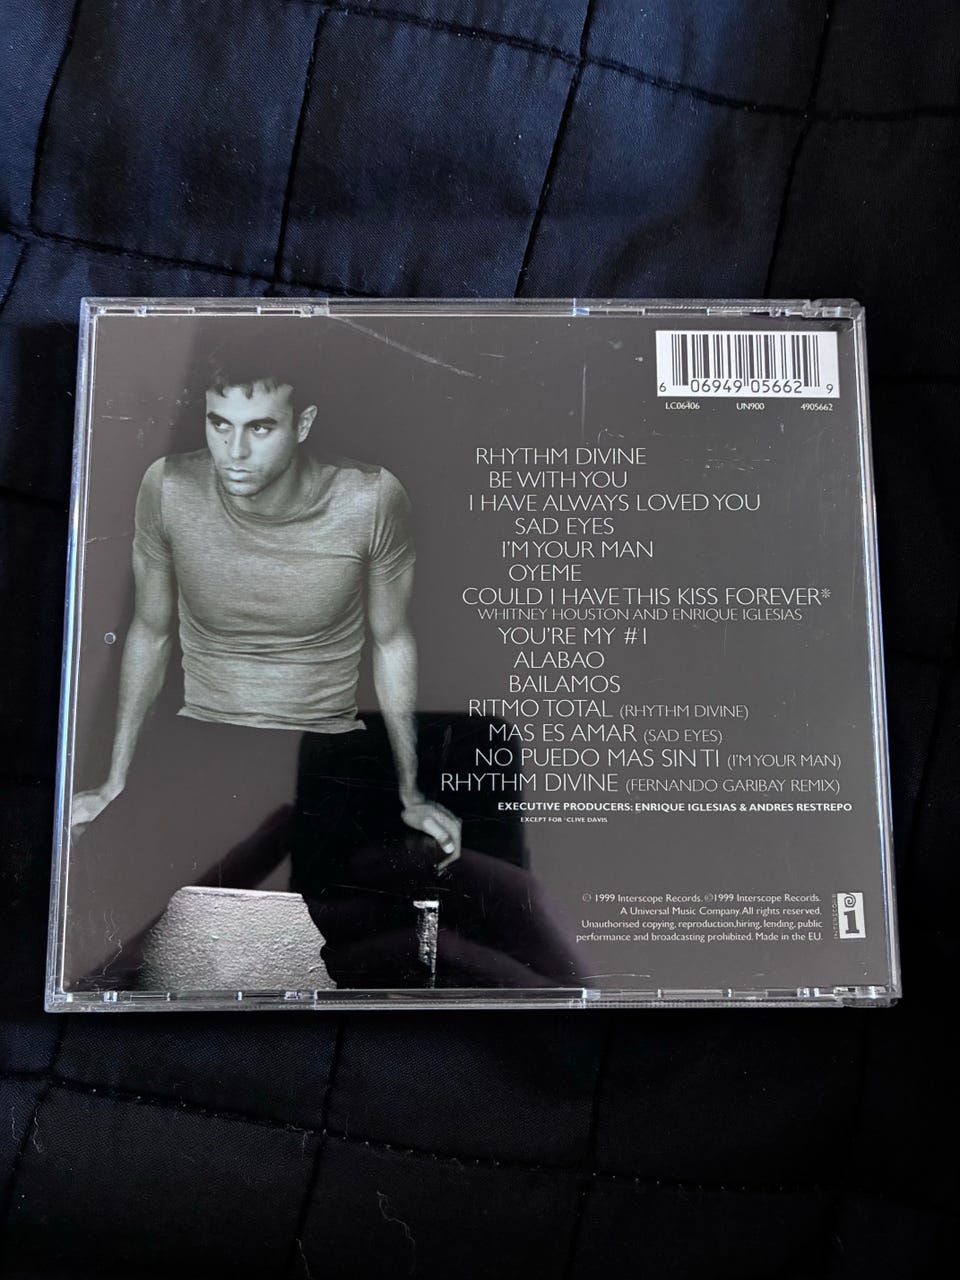 6 06949 05662 9
LC06406 UN900 4905662
RHYTHM DIVINE
BE WITH YOU
I HAVE ALWAYS LOVED YOU
SAD EYES
I'M YOUR MAN
OYEME
COULD I HAVE THIS KISS FOREVER*
WHITNEY HOUSTON AND ENRIQUE IGLESIAS
YOU'RE MY #1
ALABAO
BAILAMOS
RITMO TOTAL (RHYTHM DIVINE)
MAS ES AMAR (SAD EYES)
NO PUEDO MAS SIN TI (I'M YOUR MAN)
RHYTHM DIVINE (FERNANDO GARIBAY REMIX)
EXECUTIVE PRODUCERS: ENRIQUE IGLESIAS & ANDRES RESTREPO
EXCEPT FOR *CLIVE DAVIS
℗ 1999 Interscope Records. ©1999 Interscope Records.
A Universal Music Company. All rights reserved.
Unauthorised copying, reproduction,hiring, lending, public
performance and broadcasting prohibited. Made in the EU.
INTERSCOPE
i